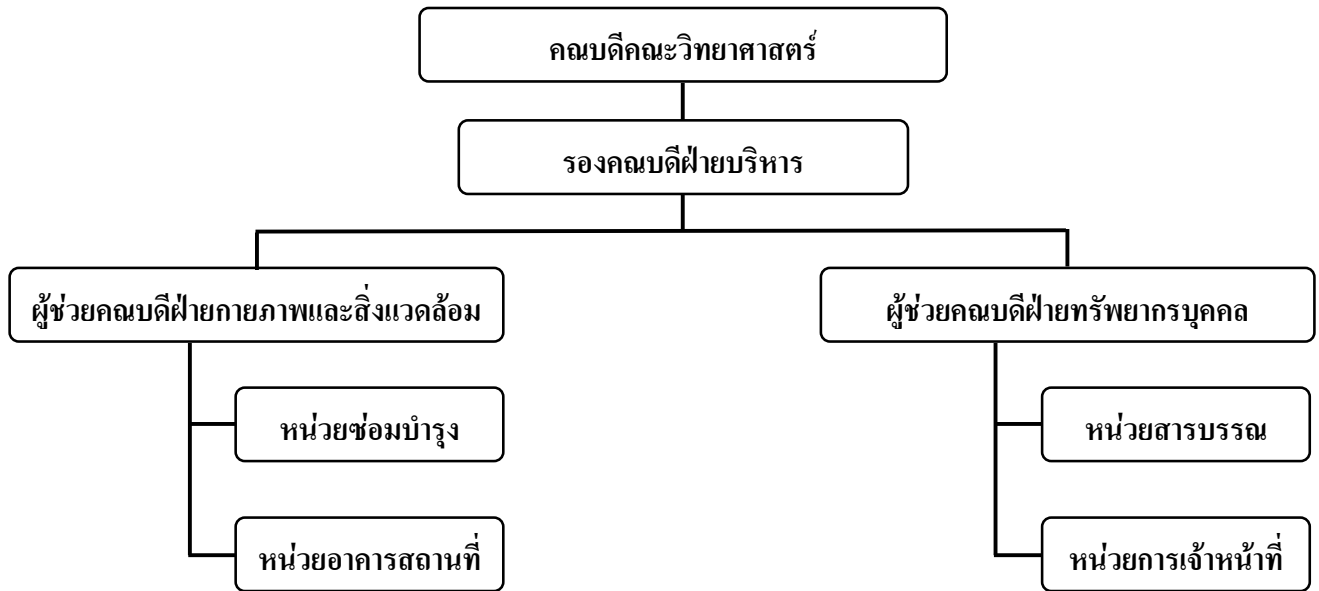 คณบดีคณะวิทยาศาสตร์
รองคณบดีฝ่ายบริหาร
ผู้ช่วยคณบดีฝ่ายกายภาพและสิ่งแวดล้อม
ผู้ช่วยคณบดีฝ่ายทรัพยากรบุคคล
หน่วยซ่อมบำรุง
หน่วยสารบรรณ
หน่วยอาคารสถานที่
หน่วยการเจ้าหน้าที่